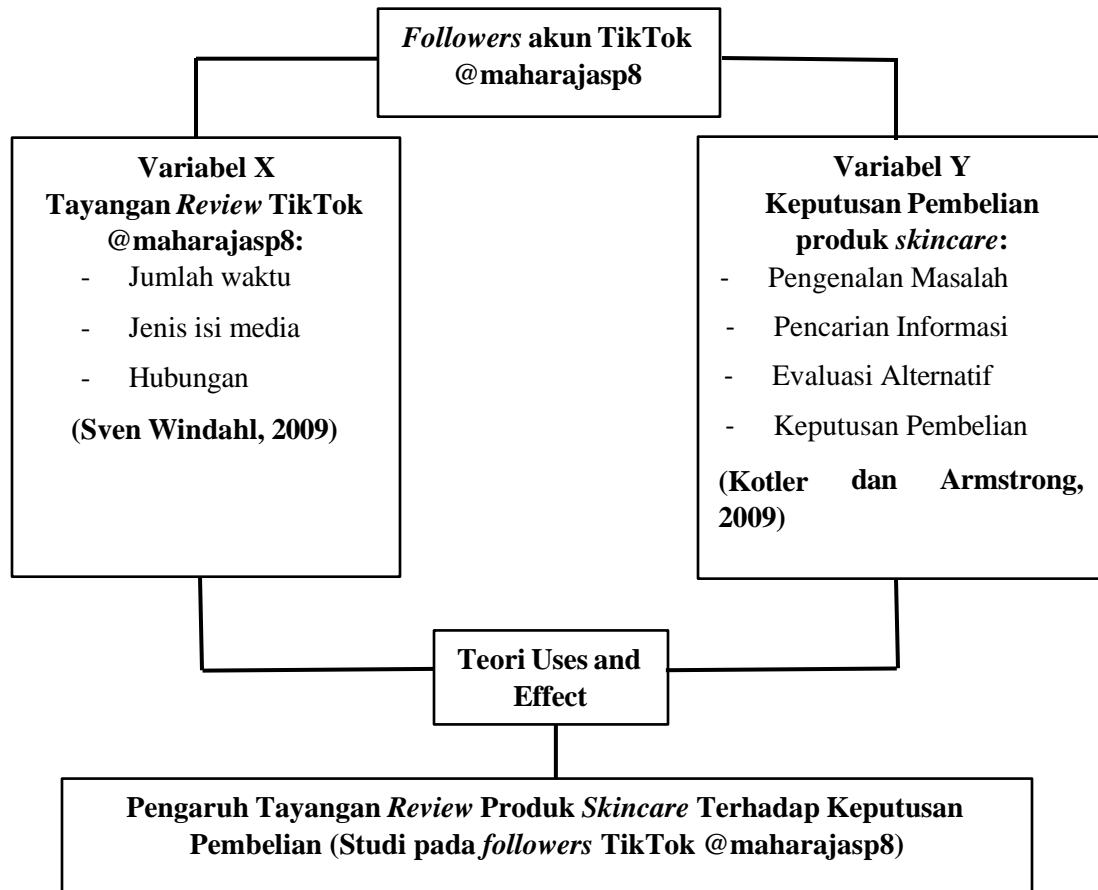 Followers akun TikTok
@maharajasp8
Variabel X
Tayangan Review TikTok
@maharajasp8:
- Jumlah waktu
- Jenis isi media
- Hubungan
(Sven Windahl, 2009)
Variabel Y
Keputusan Pembelian
produk skincare:
- Pengenalan Masalah
- Pencarian Informasi
- Evaluasi Alternatif
- Keputusan Pembelian
(Kotler dan Armstrong,
2009)
Teori Uses and
Effect
Pengaruh Tayangan Review Produk Skincare Terhadap Keputusan
Pembelian (Studi pada followers TikTok @maharajasp8)